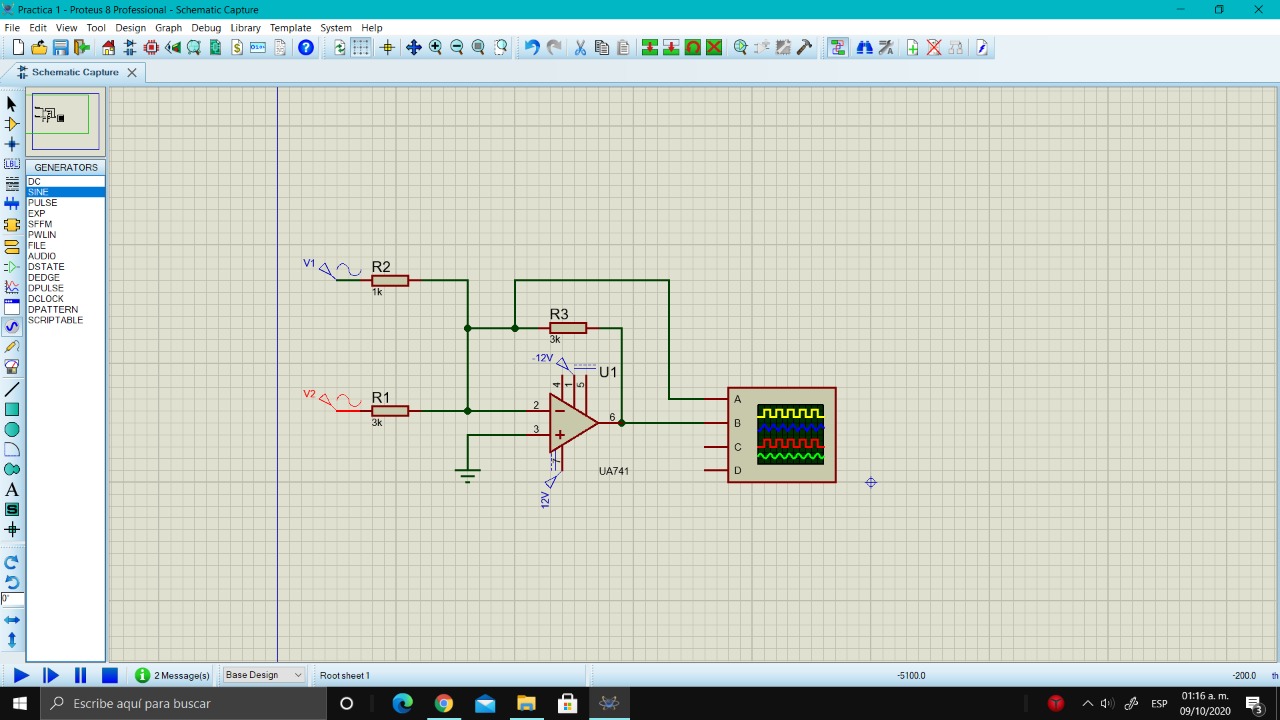 Practica 1 - Proteus 8 Professional - Schematic Capture
File Edit View Tool Design Graph Debug Library Template System Help
Schematic Capture
GENERATORS
DC
SINE
PULSE
EXP
SFFM
PWLIN
FILE
AUDIO
DSTATE
DEDGE
DPULSE
DCLOCK
DPATTERN
SCRIPTABLE
V1
R2
1k
R3
3k
-12V
U1
4
1
5
V2
R1
3k
2
3
6
7
12V
UA741
A
B
C
D
0°
2 Message(s)
Base Design
Root sheet 1
-5100.0
-200.0
th
Escribe aquí para buscar
ESP
01:16 a. m.
09/10/2020
3